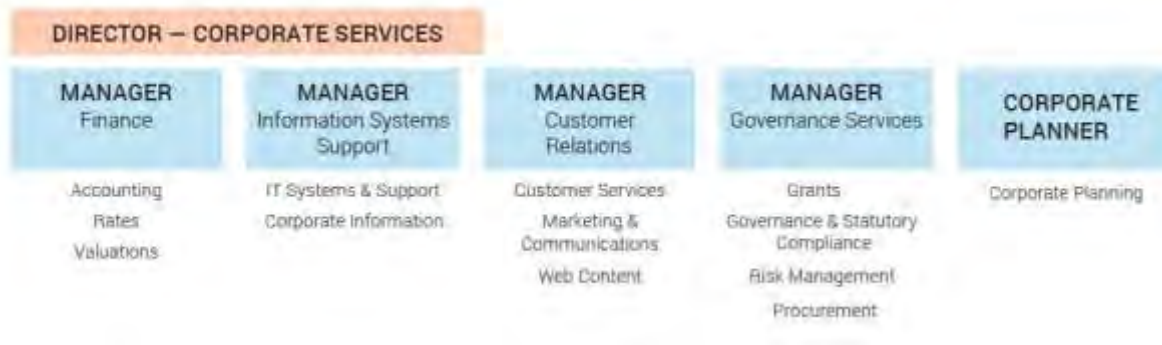 DIRECTOR — CORPORATE SERVICES
MANAGER
Finance
Accounting
Rates
Valuations
MANAGER
Information Systems
Support
IT Systems & Support
Corporate Information
MANAGER
Customer
Relations
Customer Services
Marketing &
Communications
Web Content
MANAGER
Governance Services
Grants
Governance & Statutory
Compliance
Risk Management
Procurement
CORPORATE
PLANNER
Corporate Planning